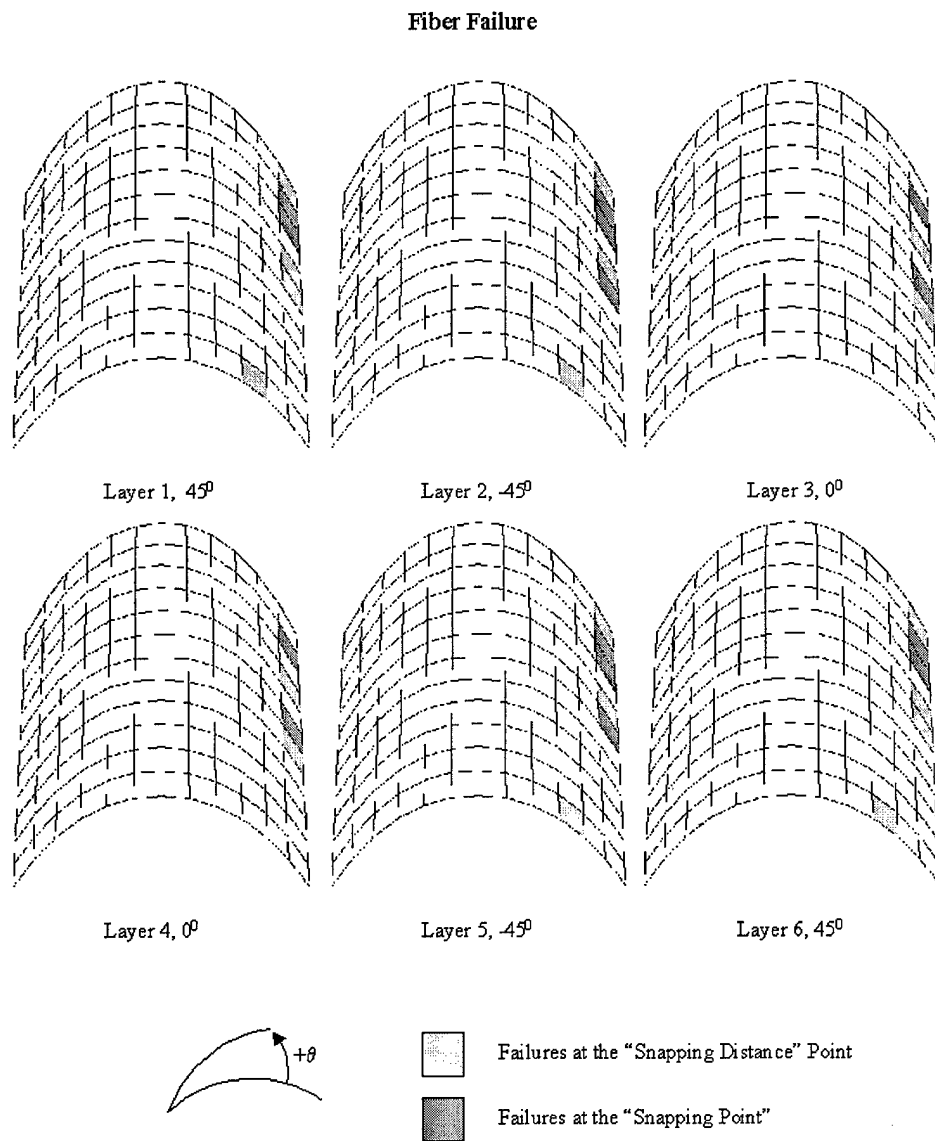 Fiber Failure
Layer 1, 45⁰
Layer 2, -45⁰
Layer 3, 0⁰
Layer 4, 0⁰
Layer 5, -45⁰
Layer 6, 45⁰
+θ
Failures at the “Snapping Distance” Point
Failures at the “Snapping Point”